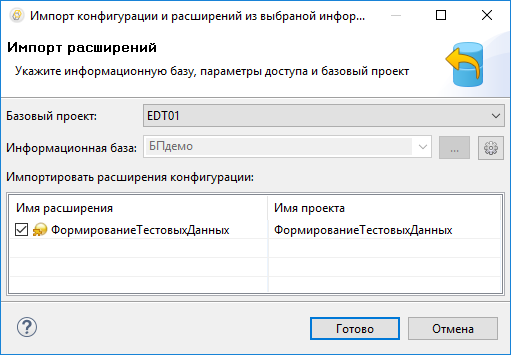 Импорт конфигурации и расширений из выбраной инфор...
Импорт расширений
Укажите информационную базу, параметры доступа и базовый проект
Базовый проект: EDT01
Информационная база: БПдемо ...
Импортировать расширения конфигурации:
Имя расширения Имя проекта
ФормированиеТестовыхДанных ФормированиеТестовыхДанных
? Готово Отмена